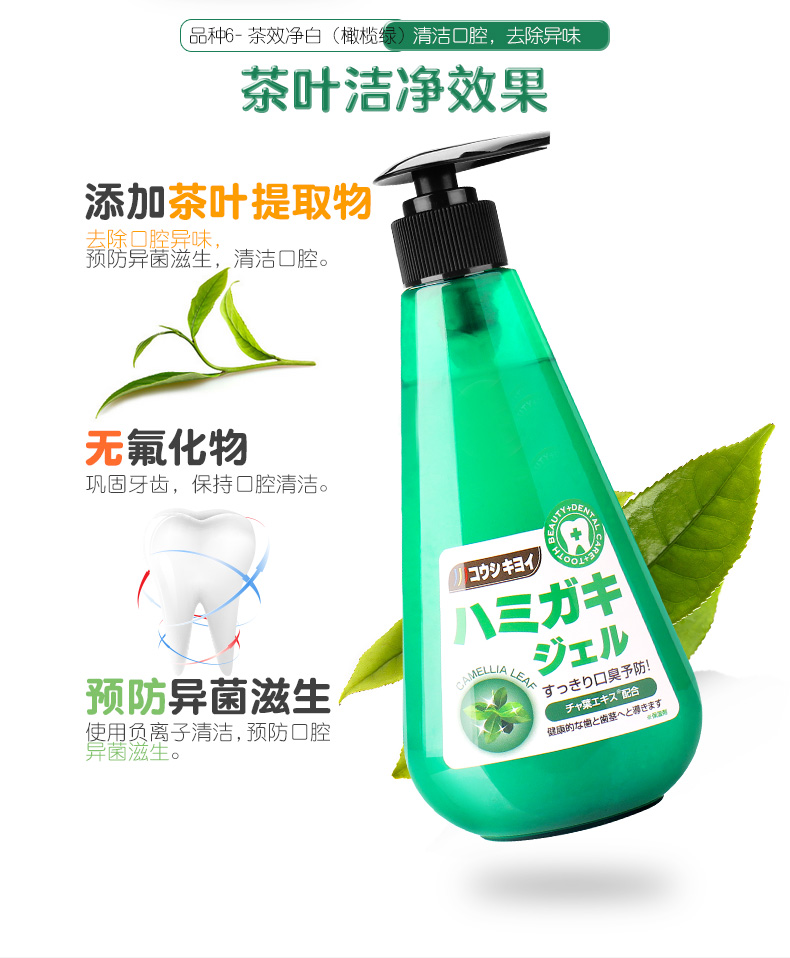 品种6- 茶效净白（橄榄绿）清洁口腔，去除异味
茶叶洁净效果
添加茶叶提取物
去除口腔异味，
预防异菌滋生，清洁口腔。
无氟化物
巩固牙齿，保持口腔清洁。
预防异菌滋生
使用负离子清洁，预防口腔
异菌滋生。
BEAUTY+DENTAL CARE+TOOTH
コウシキヨイ
ハミガキ
ジェル
CAMELLIA LEAF
すっきり口臭予防!
チャ葉エキス*配合
健康的な歯と歯茎へと導きます
※保湿剤